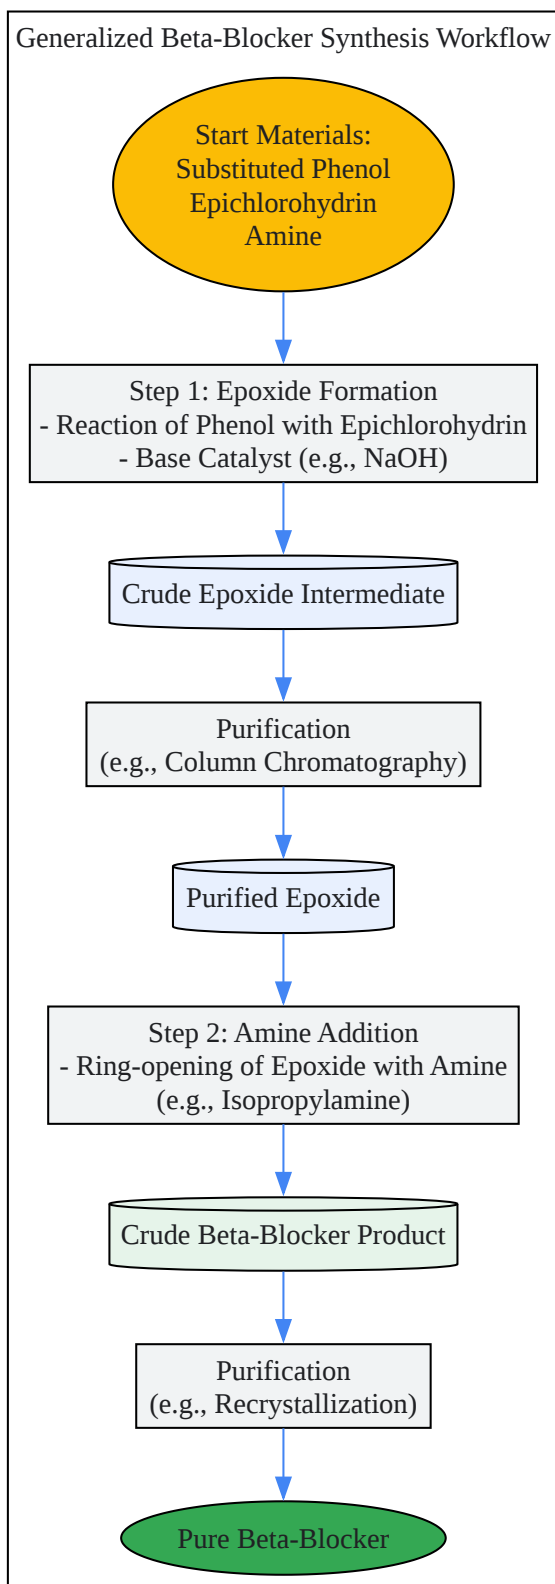 Generalized Beta-Blocker Synthesis Workflow
Start Materials:
Substituted Phenol
Epichlorohydrin
Amine
Step 1: Epoxide Formation
- Reaction of Phenol with Epichlorohydrin
- Base Catalyst (e.g., NaOH)
Crude Epoxide Intermediate
Purification
(e.g., Column Chromatography)
Purified Epoxide
Step 2: Amine Addition
- Ring-opening of Epoxide with Amine
(e.g., Isopropylamine)
Crude Beta-Blocker Product
Purification
(e.g., Recrystallization)
Pure Beta-Blocker